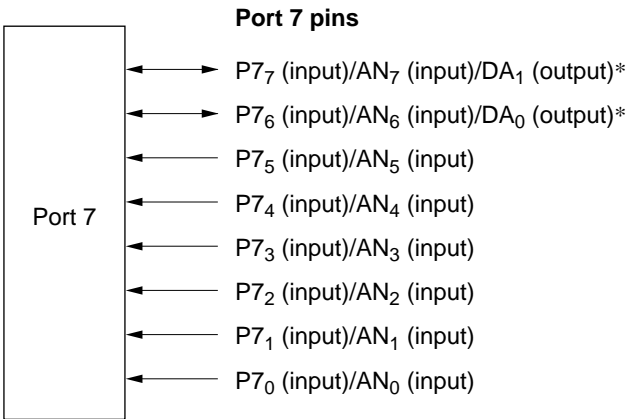 Port 7 pins
P7₇ (input)/AN₇ (input)/DA₁ (output)*
P7₆ (input)/AN₆ (input)/DA₀ (output)*
P7₅ (input)/AN₅ (input)
Port 7
P7₄ (input)/AN₄ (input)
P7₃ (input)/AN₃ (input)
P7₂ (input)/AN₂ (input)
P7₁ (input)/AN₁ (input)
P7₀ (input)/AN₀ (input)